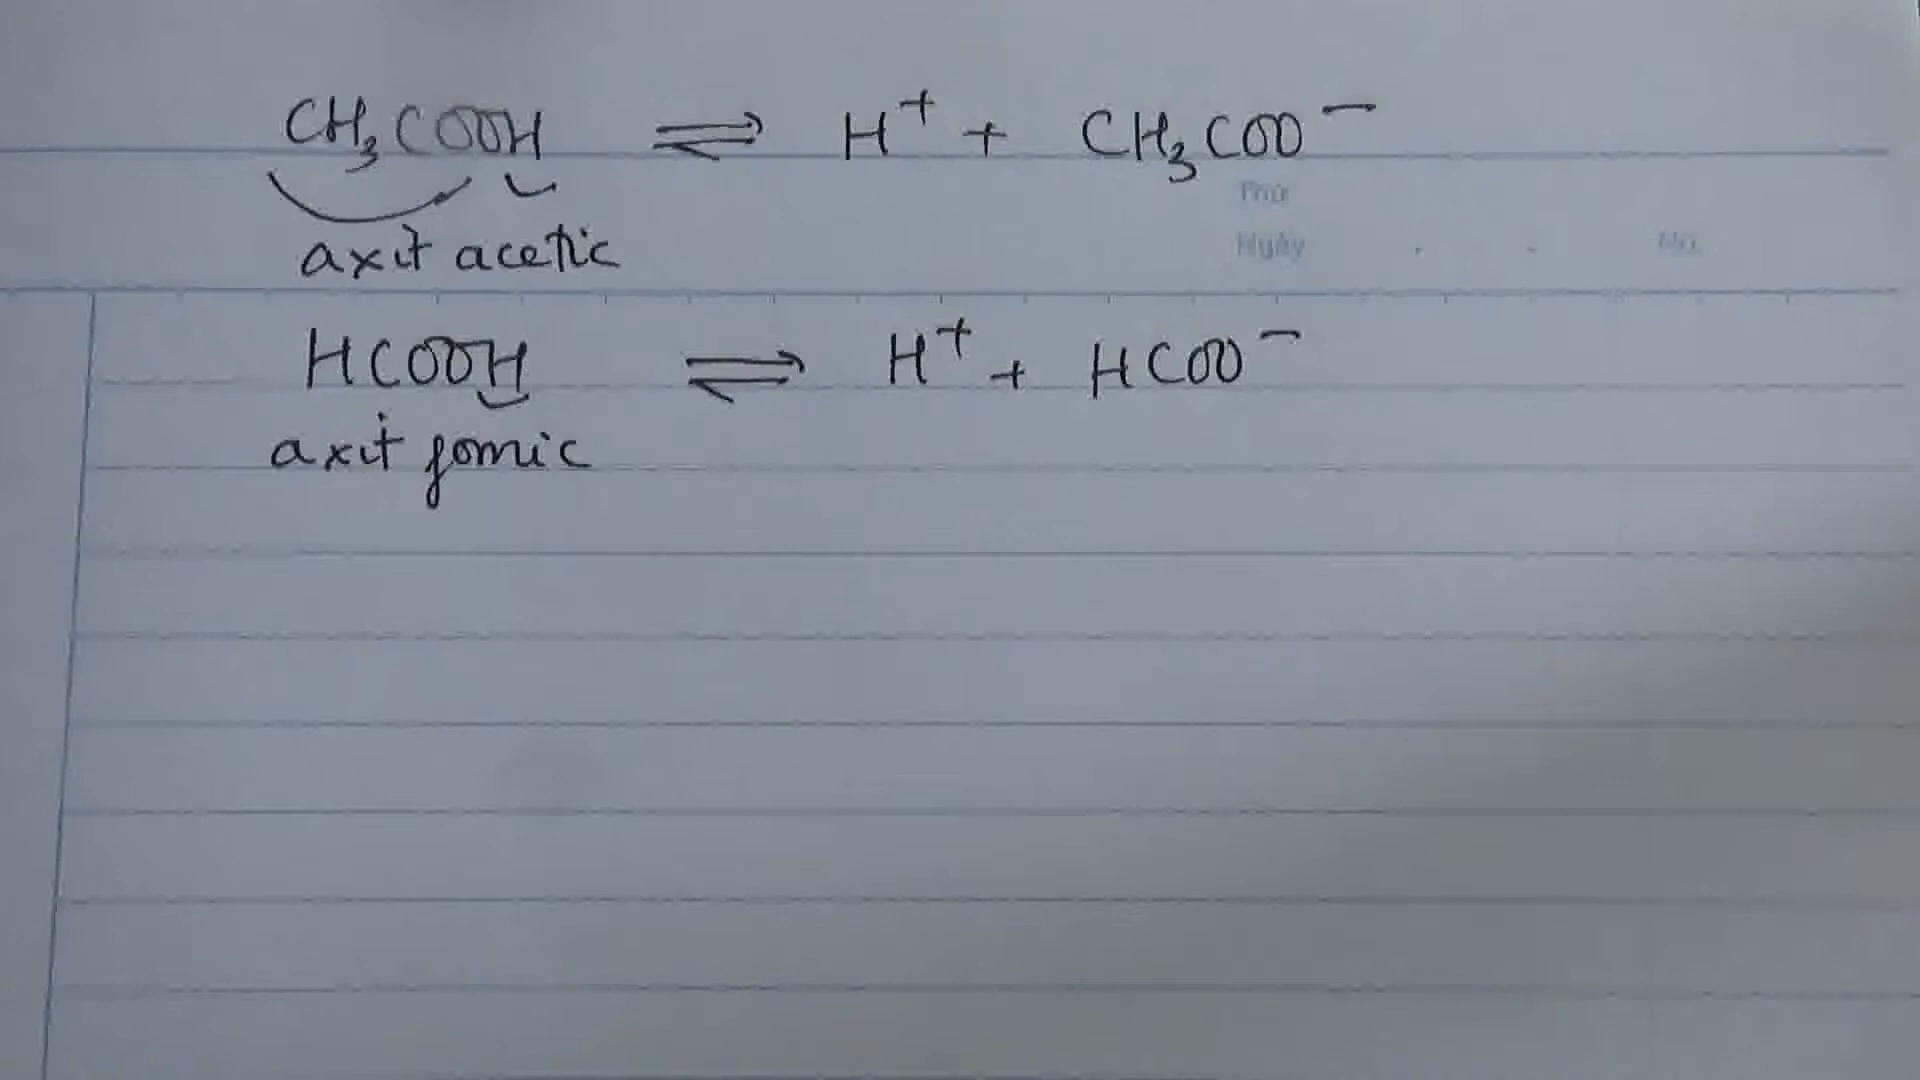 CH₃COOH ⇌ H⁺ + CH₃COO⁻
Thứ
axit acetic
Ngày
HCOOH ⇌ H⁺ + HCOO⁻
axit fomic